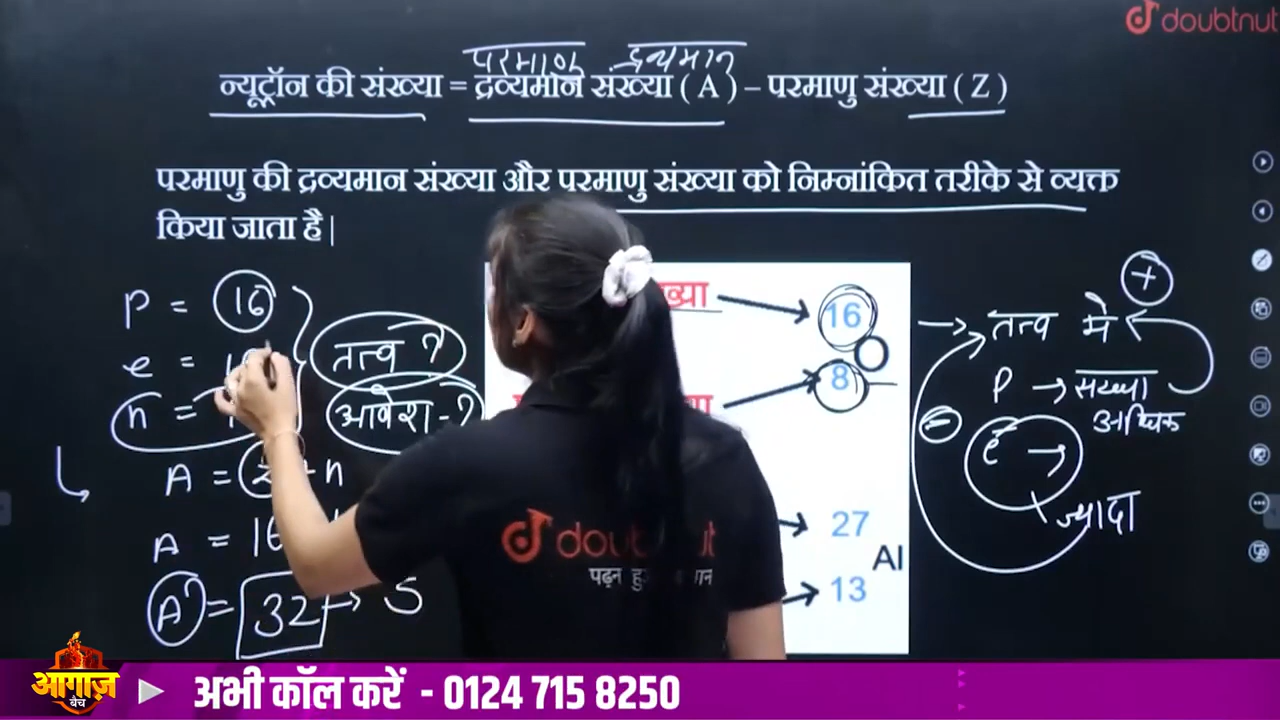 doubtnut
परमाणु द्रव्यमान
न्यूट्रॉन की संख्या = द्रव्यमान संख्या ( A ) – परमाणु संख्या ( Z )
परमाणु की द्रव्यमान संख्या और परमाणु संख्या को निम्नांकित तरीके से व्यक्त
किया जाता है |
P = 16
e =
n =
तत्व ?
आवेश - ?
A = n
A = 16
A = 32 → S
16
8
O
27
Al
13
+
→ तत्व में
P → संख्या
अधिक
–
e → ज्यादा
doubtnut
पढ़न
आगाज़
बैच
अभी कॉल करें - 0124 715 8250